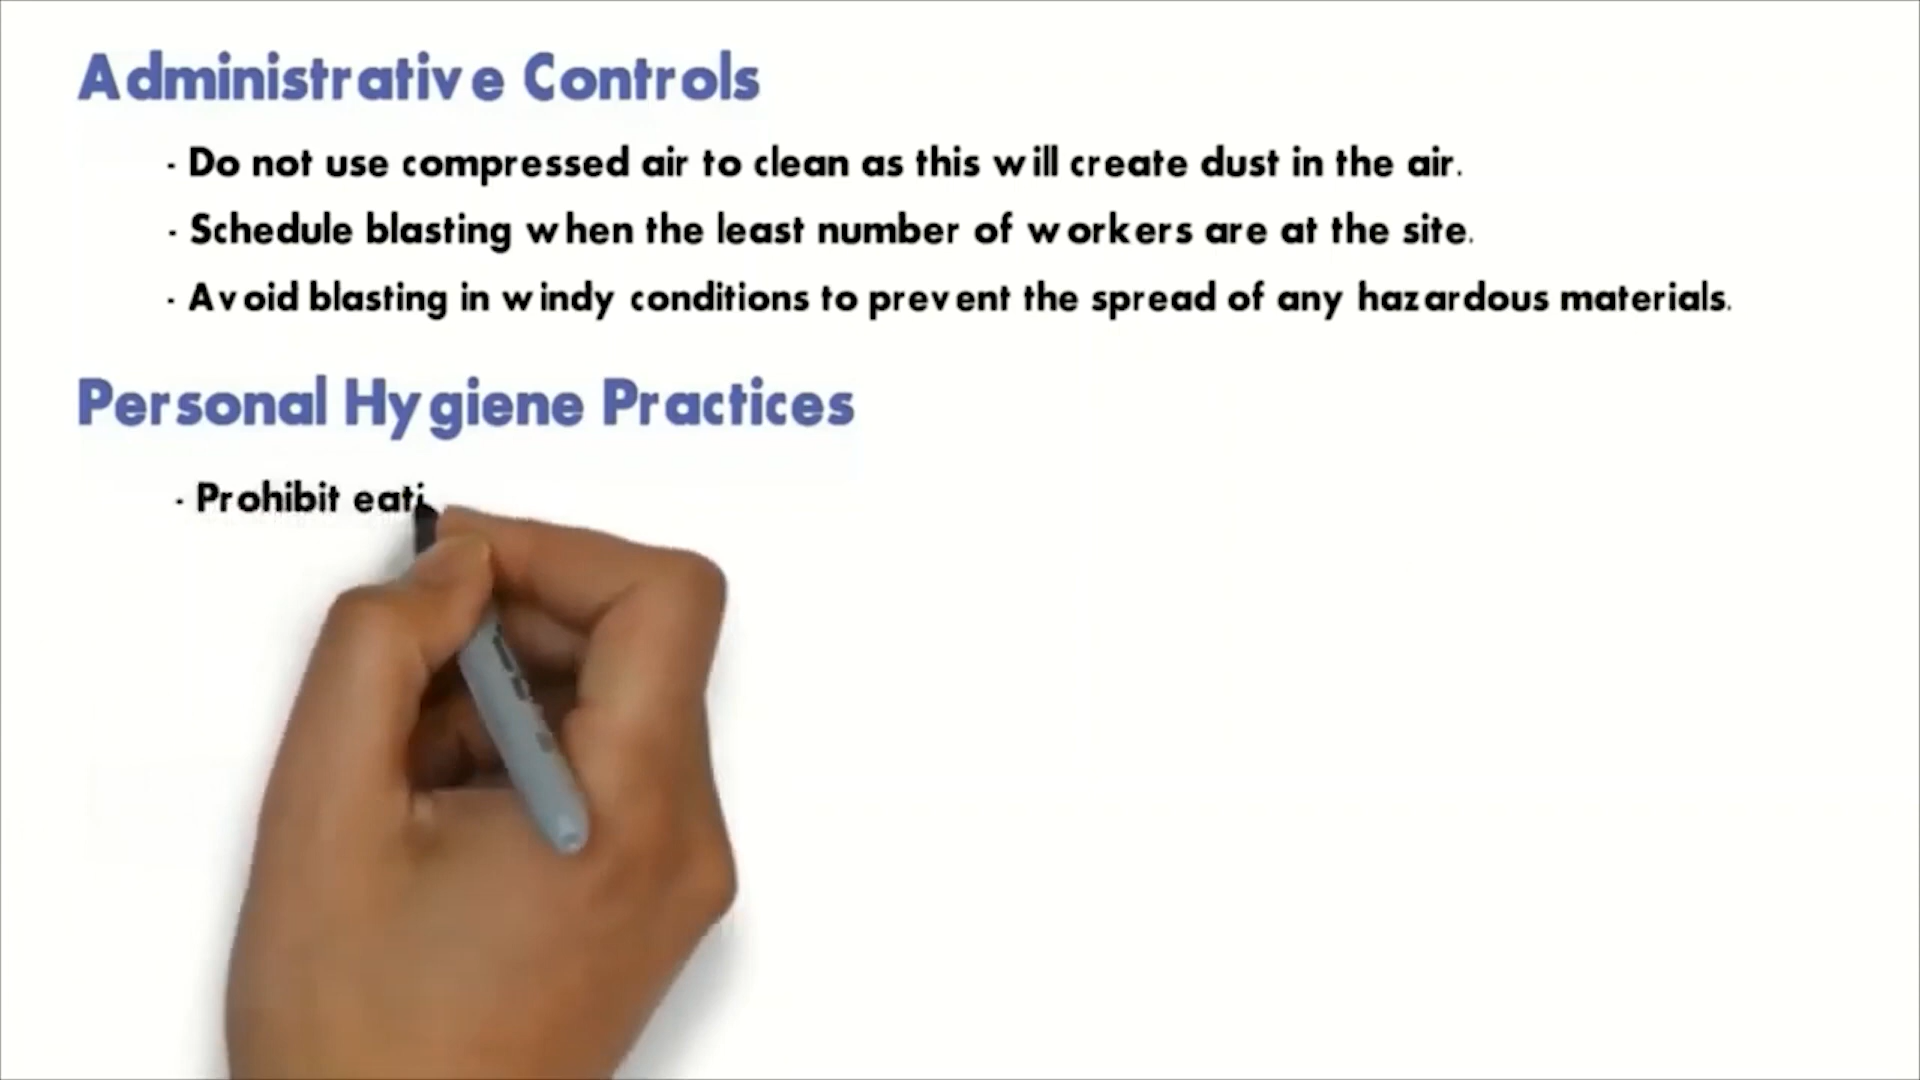 Administrative Controls
- Do not use compressed air to clean as this will create dust in the air.
- Schedule blasting when the least number of workers are at the site.
- Avoid blasting in windy conditions to prevent the spread of any hazardous materials.
Personal Hygiene Practices
- Prohibit eati